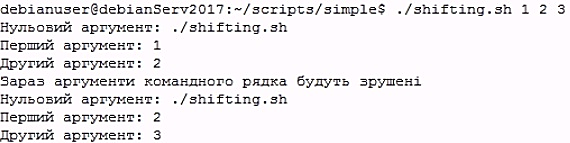 debianuser@debianServ2017:~/scripts/simple$ ./shifting.sh 1 2 3
Нульовий аргумент: ./shifting.sh
Перший аргумент: 1
Другий аргумент: 2
Зараз аргументи командного рядка будуть зрушені
Нульовий аргумент: ./shifting.sh
Перший аргумент: 2
Другий аргумент: 3